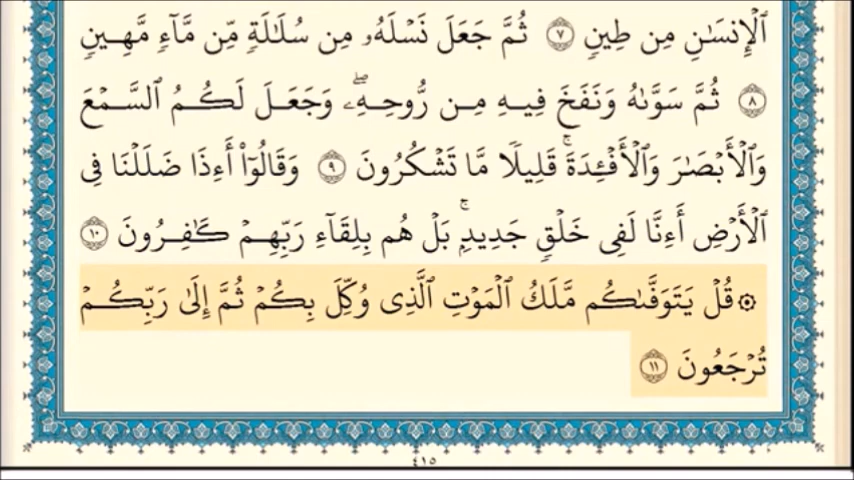 ٱلْإِنسَـٰنِ مِن طِينٍ ٧ ثُمَّ جَعَلَ نَسْلَهُۥ مِن سُلَـٰلَةٍ مِّن مَّآءٍ مَّهِينٍ
٨ ثُمَّ سَوَّىٰهُ وَنَفَخَ فِيهِ مِن رُّوحِهِۦ ۖ وَجَعَلَ لَكُمُ ٱلسَّمْعَ
وَٱلْأَبْصَـٰرَ وَٱلْأَفْـِٔدَةَ ۚ قَلِيلًا مَّا تَشْكُرُونَ ٩ وَقَالُوٓا۟ أَءِذَا ضَلَلْنَا فِى
ٱلْأَرْضِ أَءِنَّا لَفِى خَلْقٍ جَدِيدٍۭ ۚ بَلْ هُم بِلِقَآءِ رَبِّهِمْ كَـٰفِرُونَ ١٠
۞ قُلْ يَتَوَفَّىٰكُم مَّلَكُ ٱلْمَوْتِ ٱلَّذِى وُكِّلَ بِكُمْ ثُمَّ إِلَىٰ رَبِّكُمْ
تُرْجَعُونَ ١١
٤١٥